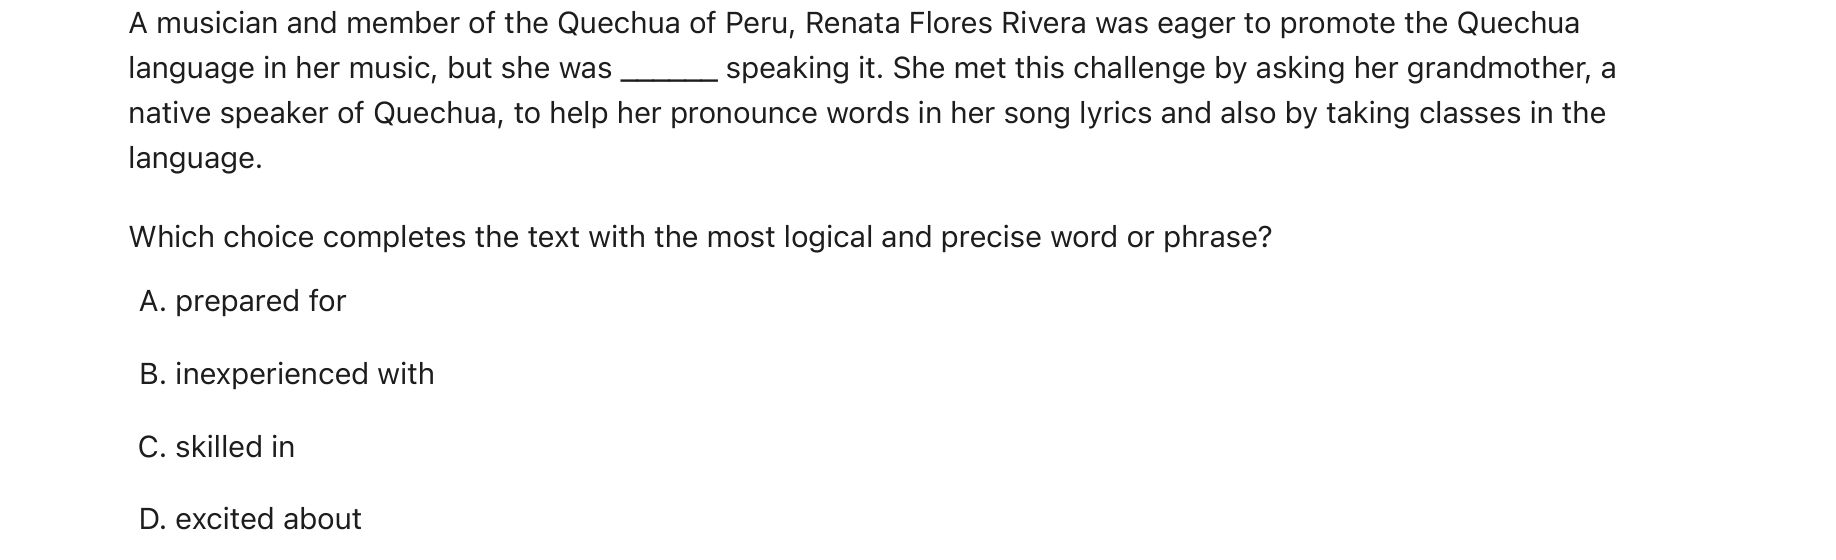 A musician and member of the Quechua of Peru, Renata Flores Rivera was eager to promote the Quechua
language in her music, but she was ______ speaking it. She met this challenge by asking her grandmother, a
native speaker of Quechua, to help her pronounce words in her song lyrics and also by taking classes in the
language.
Which choice completes the text with the most logical and precise word or phrase?
A. prepared for
B. inexperienced with
C. skilled in
D. excited about